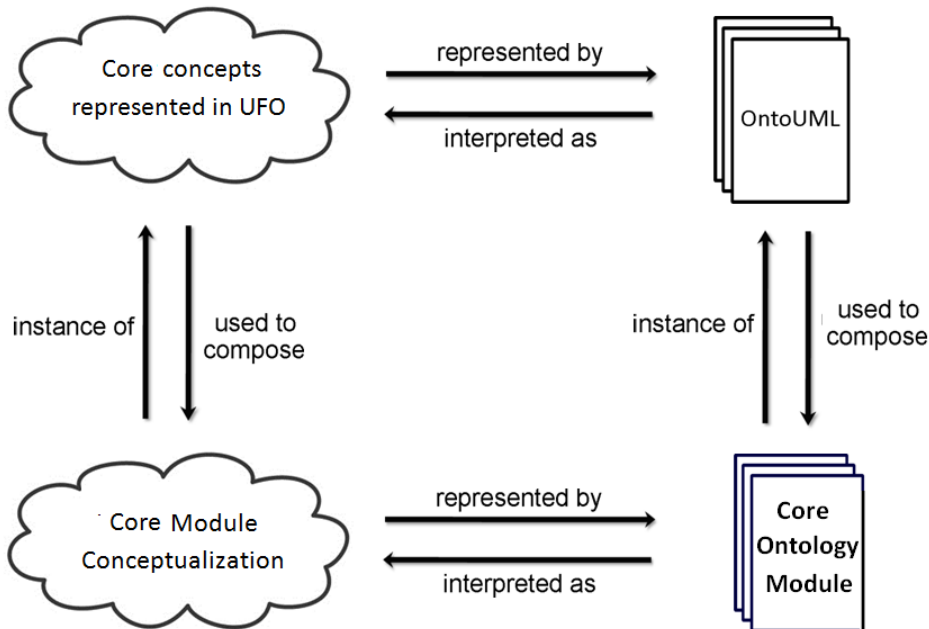 Core concepts
represented in UFO
represented by
interpreted as
OntoUML
instance of
used to
compose
instance of
used to
compose
Core Module
Conceptualization
represented by
interpreted as
Core
Ontology
Module